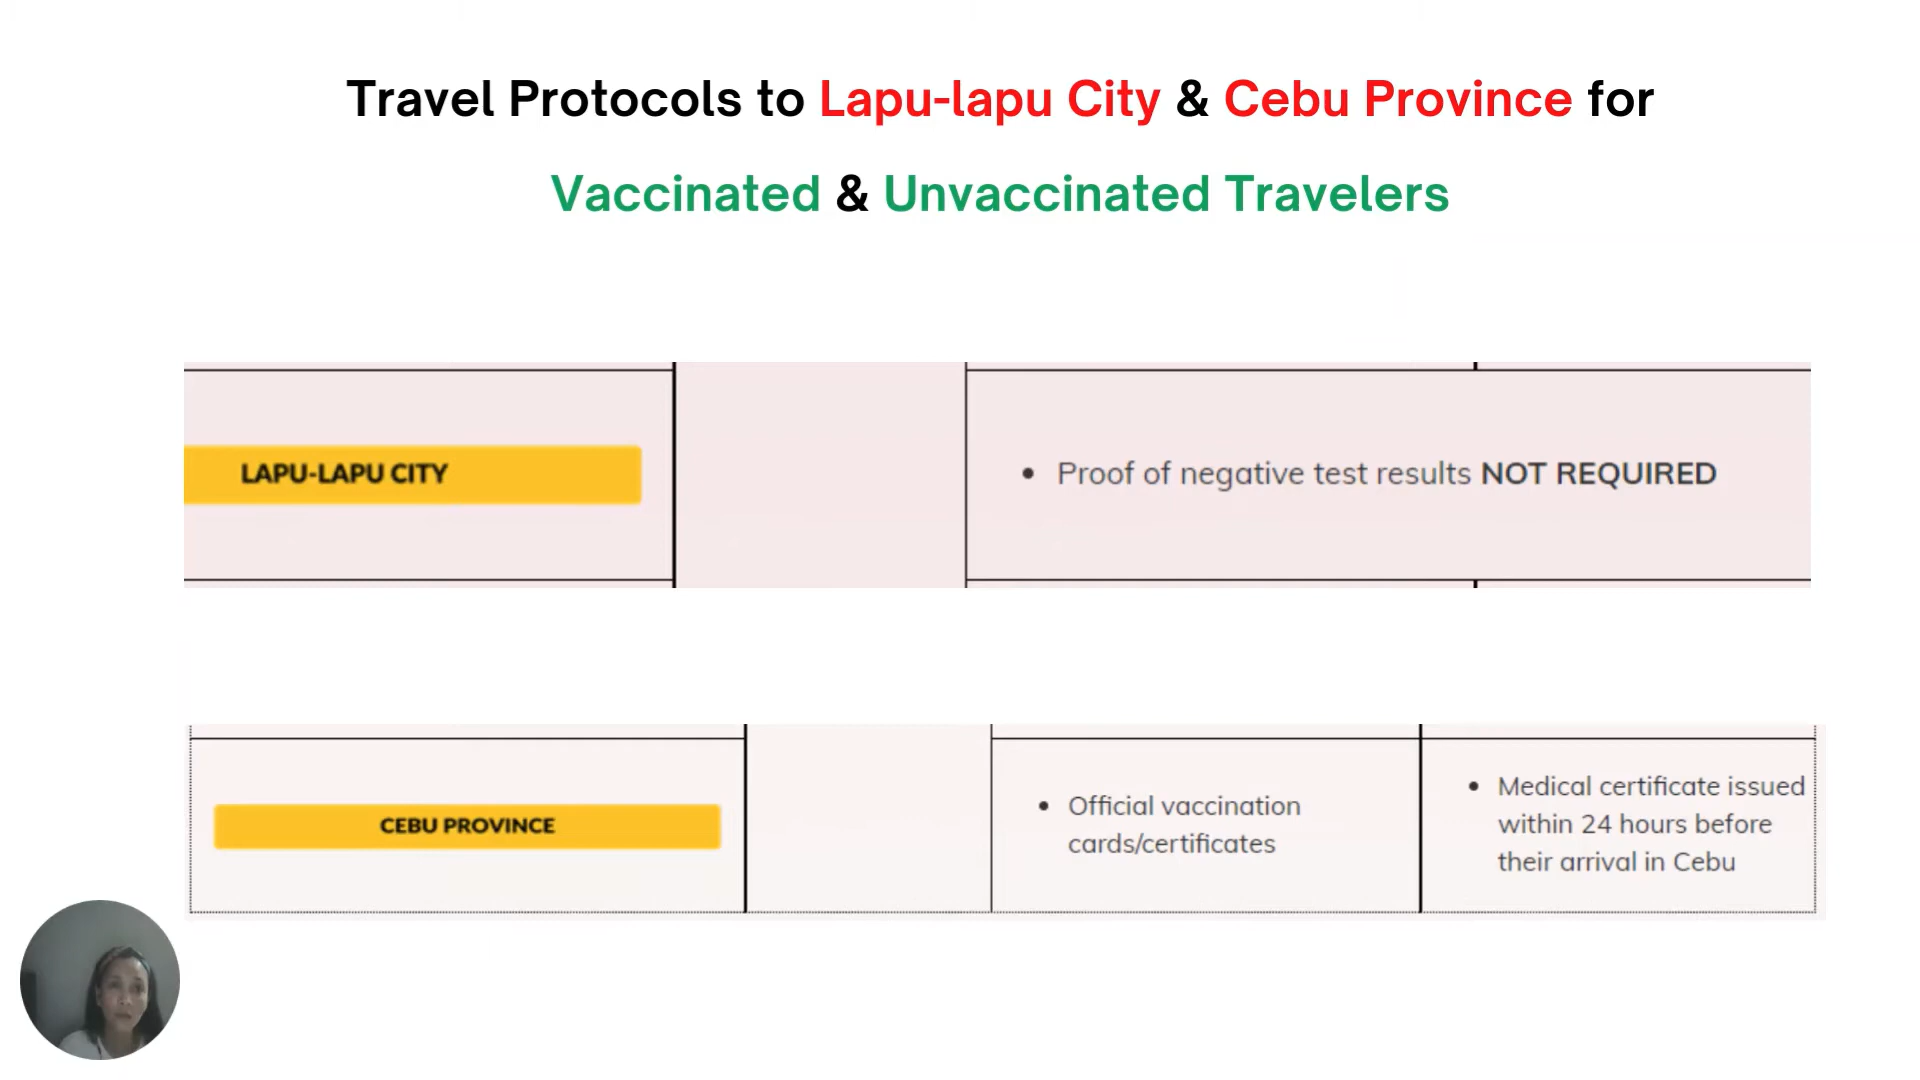 Travel Protocols to Lapu-lapu City & Cebu Province for
Vaccinated & Unvaccinated Travelers
LAPU-LAPU CITY
• Proof of negative test results NOT REQUIRED
CEBU PROVINCE
• Official vaccination
cards/certificates
• Medical certificate issued
within 24 hours before
their arrival in Cebu